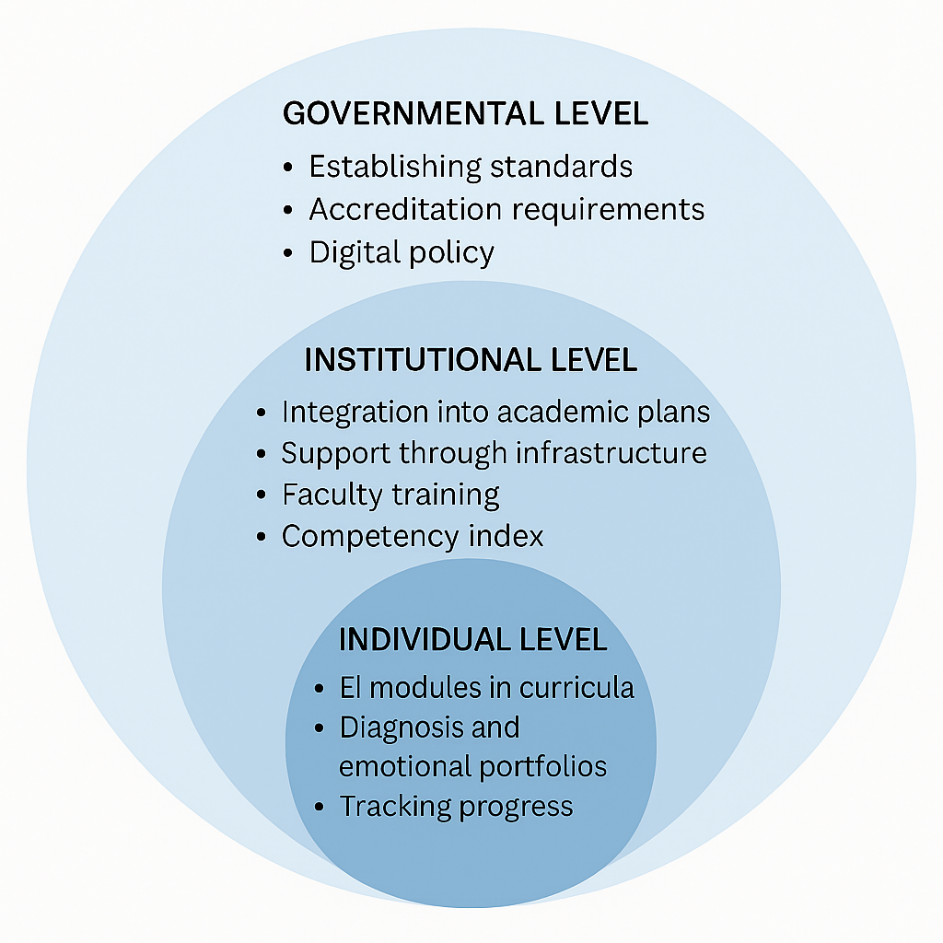 GOVERNMENTAL LEVEL
• Establishing standards
• Accreditation requirements
• Digital policy
INSTITUTIONAL LEVEL
• Integration into academic plans
• Support through infrastructure
• Faculty training
• Competency index
INDIVIDUAL LEVEL
• El modules in curricula
• Diagnosis and
emotional portfolios
• Tracking progress